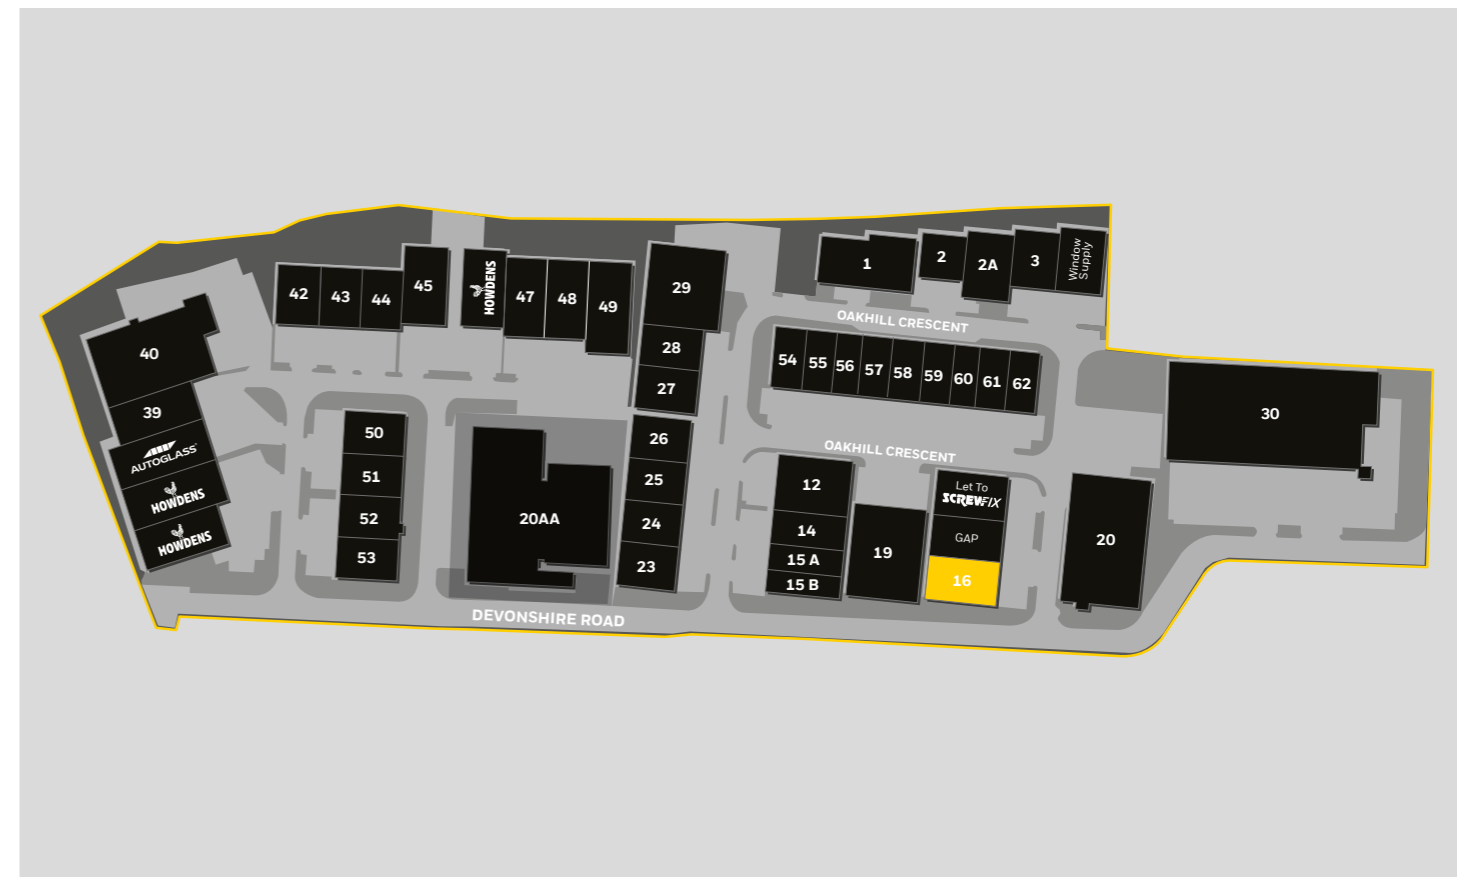 1
2
2A
3
Window
Supply
45
42
43
44
HOWDENS
47
48
49
29
28
27
OAKHILL CRESCENT
40
39
AUTOGLASS
HOWDENS
HOWDENS
54
55
56
57
58
59
60
61
62
30
50
51
52
53
20AA
26
25
24
23
OAKHILL CRESCENT
12
14
15 A
15 B
19
Let To
SCREWFIX
GAP
16
20
DEVONSHIRE ROAD